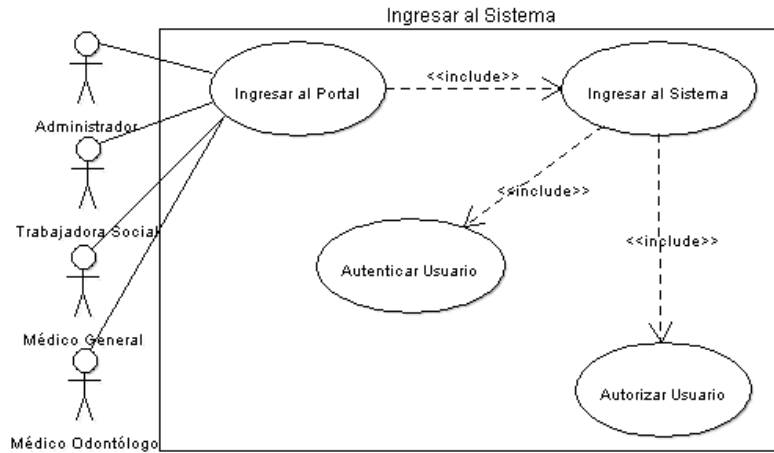 Ingresar al Sistema
Ingresar al Portal
<<include>>
Ingresar al Sistema
Administrador
<<include>>
Trabajadora Social
<<include>>
Autenticar Usuario
Médico General
Autorizar Usuario
Médico Odontólogo